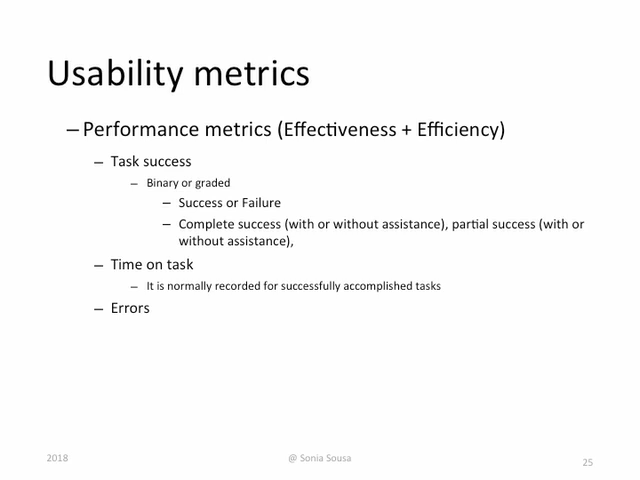 Usability metrics
– Performance metrics (Effectiveness + Efficiency)
– Task success
– Binary or graded
– Success or Failure
– Complete success (with or without assistance), partial success (with or
without assistance),
– Time on task
– It is normally recorded for successfully accomplished tasks
– Errors
2018
@ Sonia Sousa
25